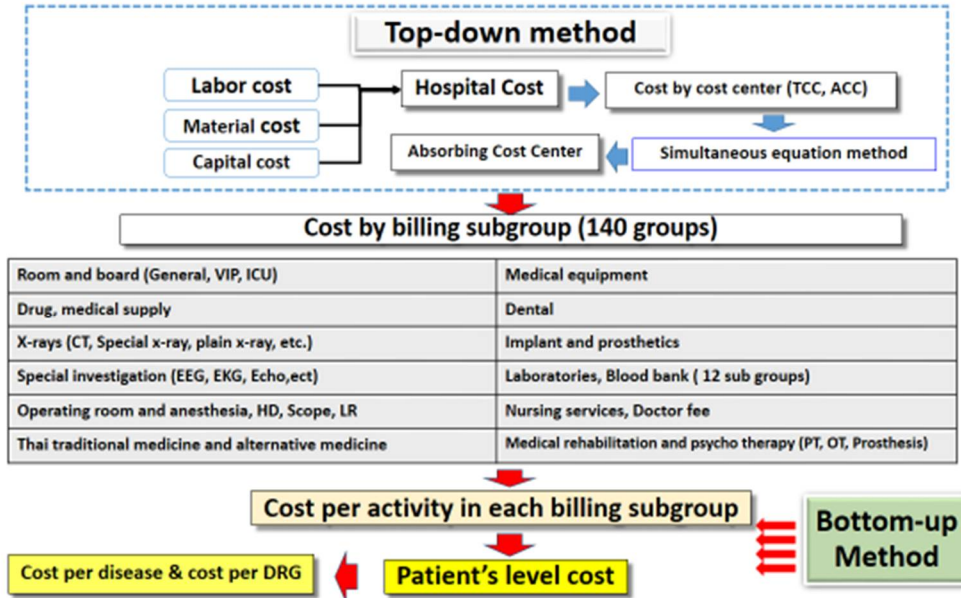 Top-down method
Labor cost
Material cost
Capital cost
Hospital Cost
Cost by cost center (TCC, ACC)
Absorbing Cost Center
Simultaneous equation method
Cost by billing subgroup (140 groups)
Room and board (General, VIP, ICU)
Medical equipment
Drug, medical supply
Dental
X-rays (CT, Special x-ray, plain x-ray, etc.)
Implant and prosthetics
Special investigation (EEG, EKG, Echo,ect)
Laboratories, Blood bank ( 12 sub groups)
Operating room and anesthesia, HD, Scope, LR
Nursing services, Doctor fee
Thai traditional medicine and alternative medicine
Medical rehabilitation and psycho therapy (PT, OT, Prosthesis)
Cost per activity in each billing subgroup
Bottom-up
Method
Cost per disease & cost per DRG
Patient's level cost